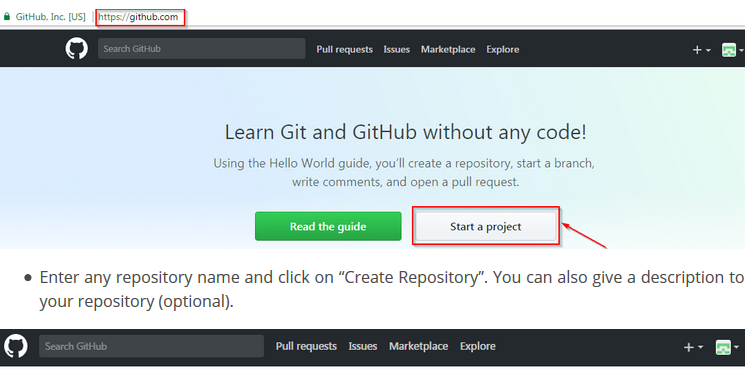 GitHub, Inc. [US] https://github.com
Search GitHub Pull requests Issues Marketplace Explore
Learn Git and GitHub without any code!
Using the Hello World guide, you’ll create a repository, start a branch,
write comments, and open a pull request.
Read the guide Start a project
• Enter any repository name and click on “Create Repository”. You can also give a description to
your repository (optional).
Search GitHub Pull requests Issues Marketplace Explore